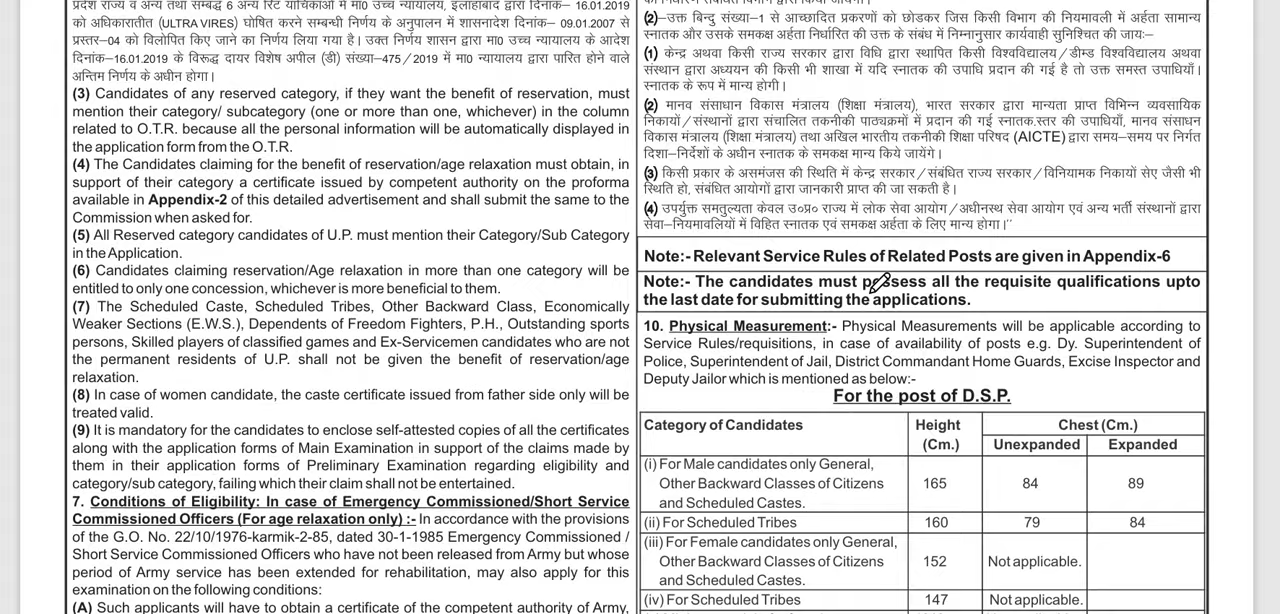 प्रदेश राज्य व अन्य तथा सम्बद्ध 6 अन्य रिट याचिकाओं में मा0 उच्च न्यायालय, इलाहाबाद द्वारा दिनांक– 16.01.2019
को अधिकारातीत (ULTRA VIRES) घोषित करने सम्बन्धी निर्णय के अनुपालन में शासनादेश दिनांक– 09.01.2007 से
प्रस्तर–04 को विलोपित किए जाने का निर्णय लिया गया है। उक्त निर्णय शासन द्वारा मा0 उच्च न्यायालय के आदेश
दिनांक–16.01.2019 के विरूद्ध दायर विशेष अपील (डी) संख्या–475/2019 में मा0 न्यायालय द्वारा पारित होने वाले
अन्तिम निर्णय के अधीन होगा।
(3) Candidates of any reserved category, if they want the benefit of reservation, must
mention their category/ subcategory (one or more than one, whichever) in the column
related to O.T.R. because all the personal information will be automatically displayed in
the application form from the O.T.R.
(4) The Candidates claiming for the benefit of reservation/age relaxation must obtain, in
support of their category a certificate issued by competent authority on the proforma
available in Appendix-2 of this detailed advertisement and shall submit the same to the
Commission when asked for.
(5) All Reserved category candidates of U.P. must mention their Category/Sub Category
in the Application.
(6) Candidates claiming reservation/Age relaxation in more than one category will be
entitled to only one concession, whichever is more beneficial to them.
(7) The Scheduled Caste, Scheduled Tribes, Other Backward Class, Economically
Weaker Sections (E.W.S.), Dependents of Freedom Fighters, P.H., Outstanding sports
persons, Skilled players of classified games and Ex-Servicemen candidates who are not
the permanent residents of U.P. shall not be given the benefit of reservation/age
relaxation.
(8) In case of women candidate, the caste certificate issued from father side only will be
treated valid.
(9) It is mandatory for the candidates to enclose self-attested copies of all the certificates
along with the application forms of Main Examination in support of the claims made by
them in their application forms of Preliminary Examination regarding eligibility and
category/sub category, failing which their claim shall not be entertained.
7. Conditions of Eligibility: In case of Emergency Commissioned/Short Service
Commissioned Officers (For age relaxation only) :- In accordance with the provisions
of the G.O. No. 22/10/1976-karmik-2-85, dated 30-1-1985 Emergency Commissioned /
Short Service Commissioned Officers who have not been released from Army but whose
period of Army service has been extended for rehabilitation, may also apply for this
examination on the following conditions:
(A) Such applicants will have to obtain a certificate of the competent authority of Army,
(2)–उक्त बिन्दु संख्या–1 से आच्छादित प्रकरणों को छोडकर जिस किसी विभाग की नियमावली में अर्हता सामान्य
स्नातक और उसके समकक्ष अर्हता निर्धारित की उक्त के संबंध में निम्नानुसार कार्यवाही सुनिश्चित की जाय:–
(1) केन्द्र अथवा किसी राज्य सरकार द्वारा विधि द्वारा स्थापित किसी विश्वविद्यालय/डीम्ड विश्वविद्यालय अथवा
संस्थान द्वारा अध्ययन की किसी भी शाखा में यदि स्नातक की उपाधि प्रदान की गई है तो उक्त समस्त उपाधियाँ।
स्नातक के रूप में मान्य होगी।
(2) मानव संसाधान विकास मंत्रालय (शिक्षा मंत्रालय), भारत सरकार द्वारा मान्यता प्राप्त विभिन्न व्यवसायिक
निकायों/संस्थानों द्वारा संचालित तकनीकी पाठ्यक्रमों में प्रदान की गई स्नातक.स्तर की उपाधियाँ, मानव संसाधन
विकास मंत्रालय (शिक्षा मंत्रालय) तथा अखिल भारतीय तकनीकी शिक्षा परिषद (AICTE) द्वारा समय–समय पर निर्गत
दिशा–निर्देशों के अधीन स्नातक के समकक्ष मान्य किये जायेंगे।
(3) किसी प्रकार के असमंजस की स्थिति में केन्द्र सरकार/संबंधित राज्य सरकार/विनियामक निकायों सेए जैसी भी
स्थिति हो, संबंधित आयोगों द्वारा जानकारी प्राप्त की जा सकती है।
(4) उपर्युक्त समतुल्यता केवल उ०प्र० राज्य में लोक सेवा आयोग/अधीनस्थ सेवा आयोग एवं अन्य भर्ती संस्थानों द्वारा
सेवा–नियमावलियों में विहित स्नातक एवं समकक्ष अर्हता के लिए मान्य होगा।''
Note:- Relevant Service Rules of Related Posts are given in Appendix-6
Note:- The candidates must possess all the requisite qualifications upto
the last date for submitting the applications.
10. Physical Measurement:- Physical Measurements will be applicable according to
Service Rules/requisitions, in case of availability of posts e.g. Dy. Superintendent of
Police, Superintendent of Jail, District Commandant Home Guards, Excise Inspector and
Deputy Jailor which is mentioned as below:-
For the post of D.S.P.
Category of Candidates Height Chest (Cm.)
(Cm.) Unexpanded Expanded
(i) For Male candidates only General,
Other Backward Classes of Citizens 165 84 89
and Scheduled Castes.
(ii) For Scheduled Tribes 160 79 84
(iii) For Female candidates only General,
Other Backward Classes of Citizens 152 Not applicable.
and Scheduled Castes.
(iv) For Scheduled Tribes 147 Not applicable.